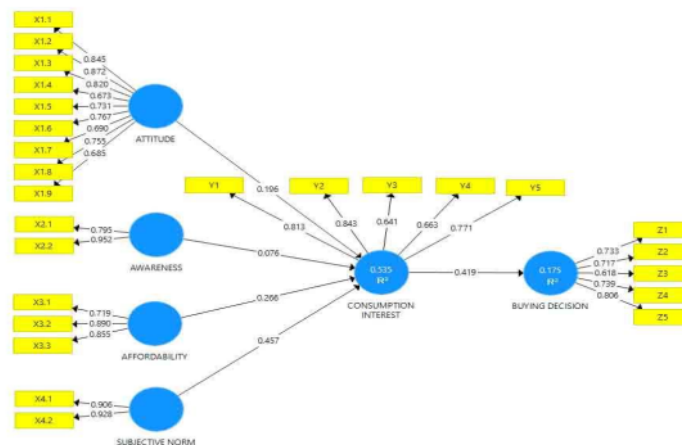 X1.1
X1.2
X1.3
X1.4
X1.5
X1.6
X1.7
X1.8
X1.9
0.845
0.872
0.820
0.673
0.731
0.767
0.690
0.755
0.685
ATTITUDE
0.196
Y1
Y2
Y3
Y4
Y5
0.813
0.843
0.641
0.663
0.771
X2.1
X2.2
0.795
0.952
AWARENESS
0.076
0.535
R²
CONSUMPTION
INTEREST
0.419
0.175
R²
BUYING DECISION
0.733
0.717
0.618
0.739
0.806
Z1
Z2
Z3
Z4
Z5
X3.1
X3.2
X3.3
0.719
0.890
0.855
AFFORDABILITY
0.266
0.457
X4.1
X4.2
0.906
0.928
SUBJECTIVE NORM